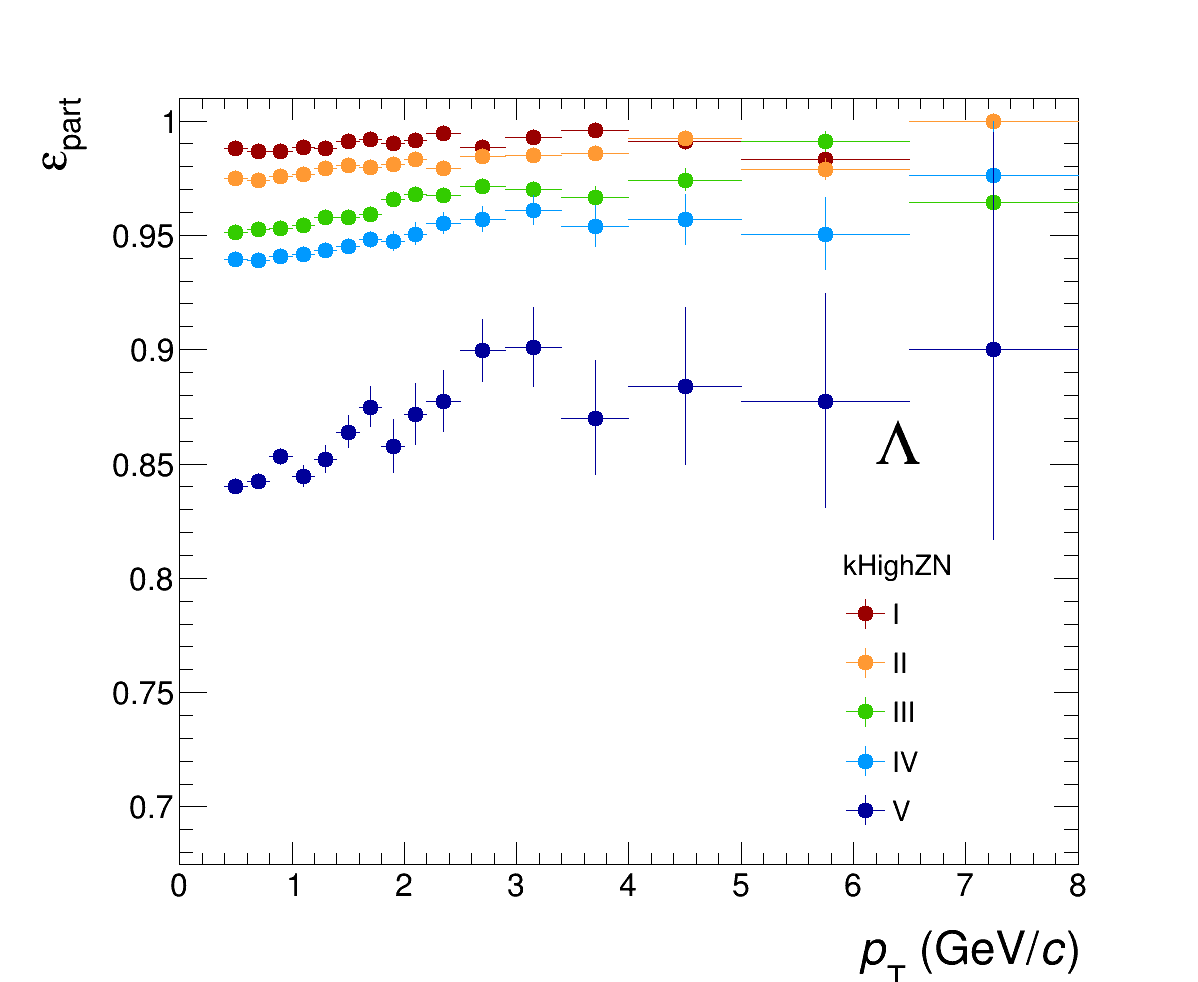 ε_part
1
0.95
0.9
0.85
0.8
0.75
0.7
Λ
kHighZN
I
II
III
IV
V
0 1 2 3 4 5 6 7 8
p_T (GeV/c)